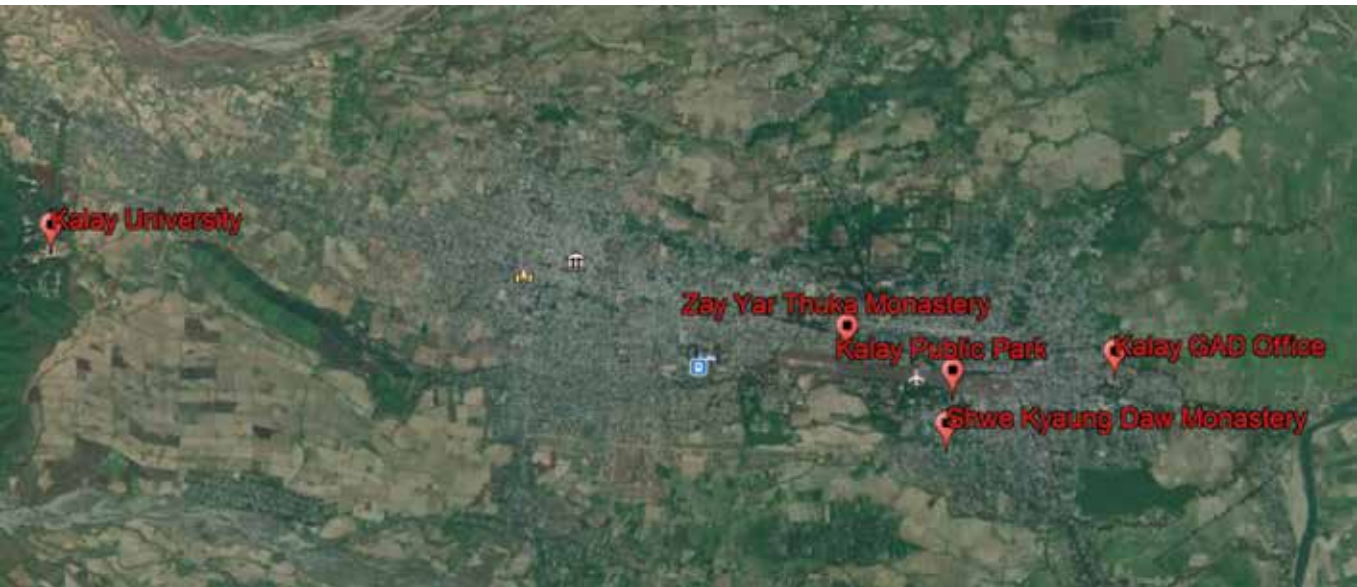 Kalay University
Zay Yar Thuka Monastery
Kalay Public Park
Kalay GAD Office
Shwe Kyaung Daw Monastery